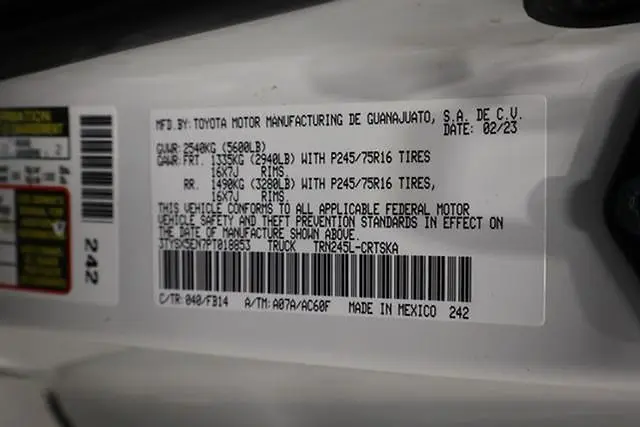 MFD.BY: TOYOTA MOTOR MANUFACTURING DE GUANAJUATO, S.A. DE C.V.
DATE: 02/23
GVWR: 2540KG (5600LB)
GAWR: FRT. 1335KG (2940LB) WITH P245/75R16 TIRES
16X7J RIMS,
RR. 1490KG (3280LB) WITH P245/75R16 TIRES,
16X7J RIMS.
THIS VEHICLE CONFORMS TO ALL APPLICABLE FEDERAL MOTOR
VEHICLE SAFETY AND THEFT PREVENTION STANDARDS IN EFFECT ON
THE DATE OF MANUFACTURE SHOWN ABOVE.
3TYSX5EN7PT018853 TRUCK TRN245L-CRTSKA
C/TR: 040/FB14 A/TM: A07A/AC60F MADE IN MEXICO 242
242